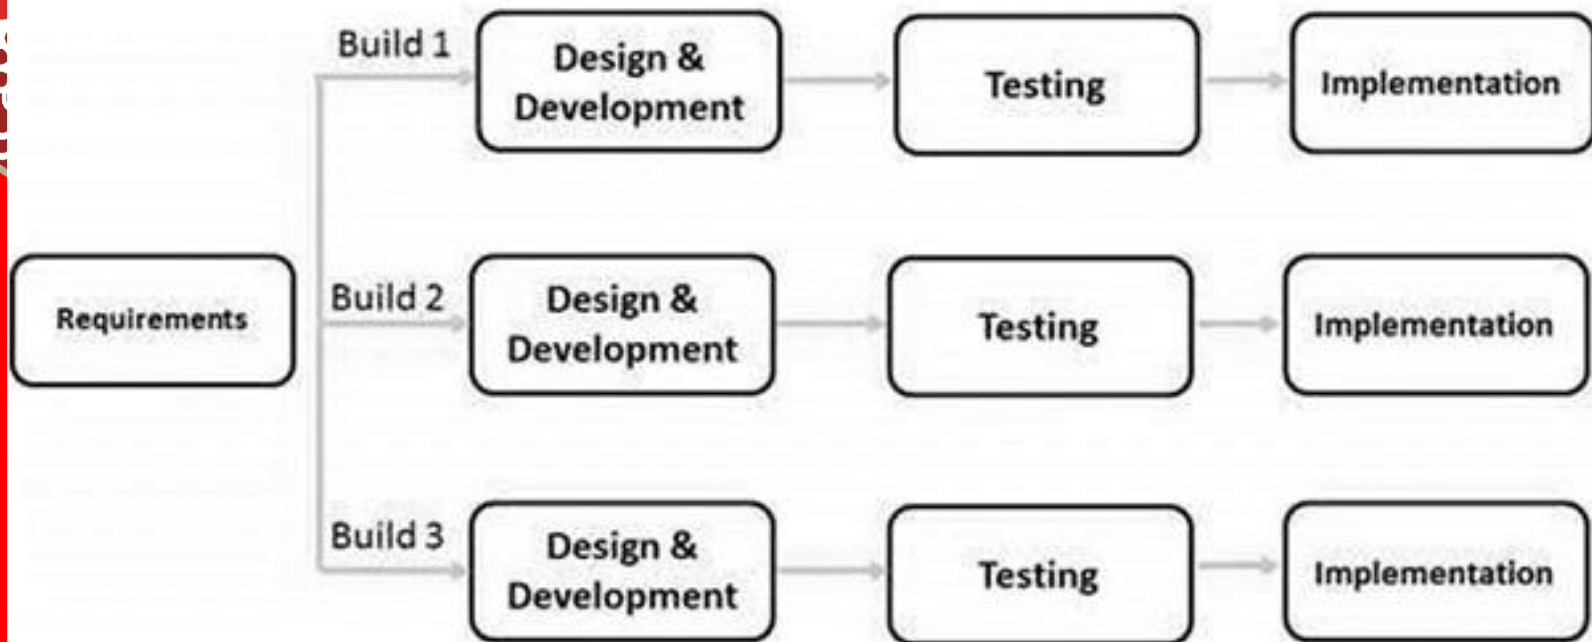 Build 1
Design &
Development
Testing
Implementation
Requirements
Build 2
Design &
Development
Testing
Implementation
Build 3
Design &
Development
Testing
Implementation